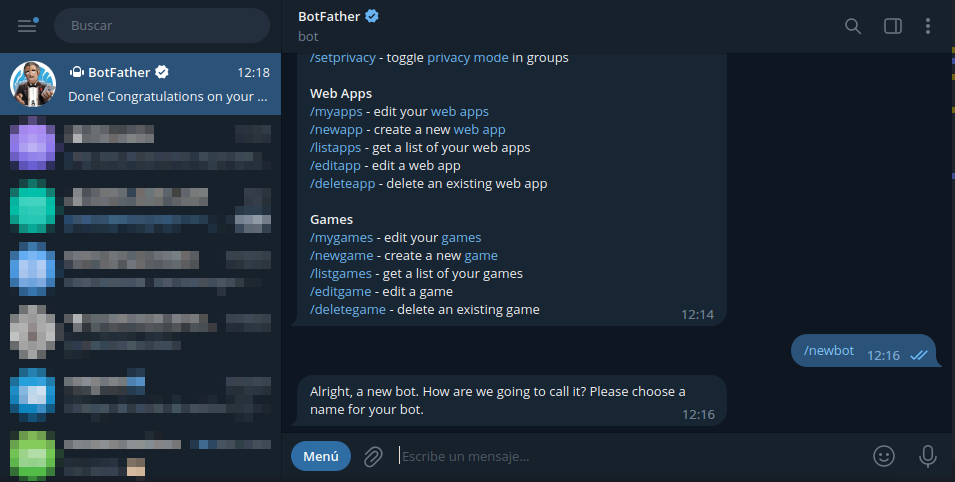 Buscar
BotFather
12:18
Done! Congratulations on your ...
BotFather
bot
/setprivacy - toggle privacy mode in groups
Web Apps
/myapps - edit your web apps
/newapp - create a new web app
/listapps - get a list of your web apps
/editapp - edit a web app
/deleteapp - delete an existing web app
Games
/mygames - edit your games
/newgame - create a new game
/listgames - get a list of your games
/editgame - edit a game
/deletegame - delete an existing game
12:14
/newbot
12:16
Alright, a new bot. How are we going to call it? Please choose a
name for your bot.
12:16
Menú
Escribe un mensaje...